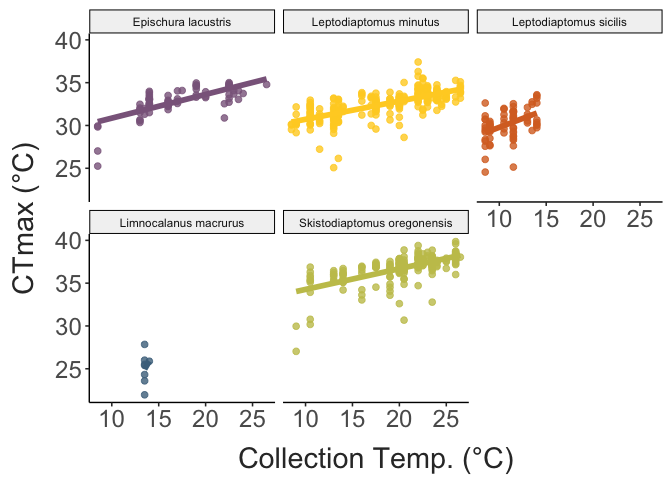 Epischura lacustris Leptodiaptomus minutus Leptodiaptomus sicilis
40
35
30
25
10 15 20 25
Limnocalanus macrurus Skistodiaptomus oregonensis
40
35
30
25
10 15 20 25 10 15 20 25
CTmax (°C)
Collection Temp. (°C)